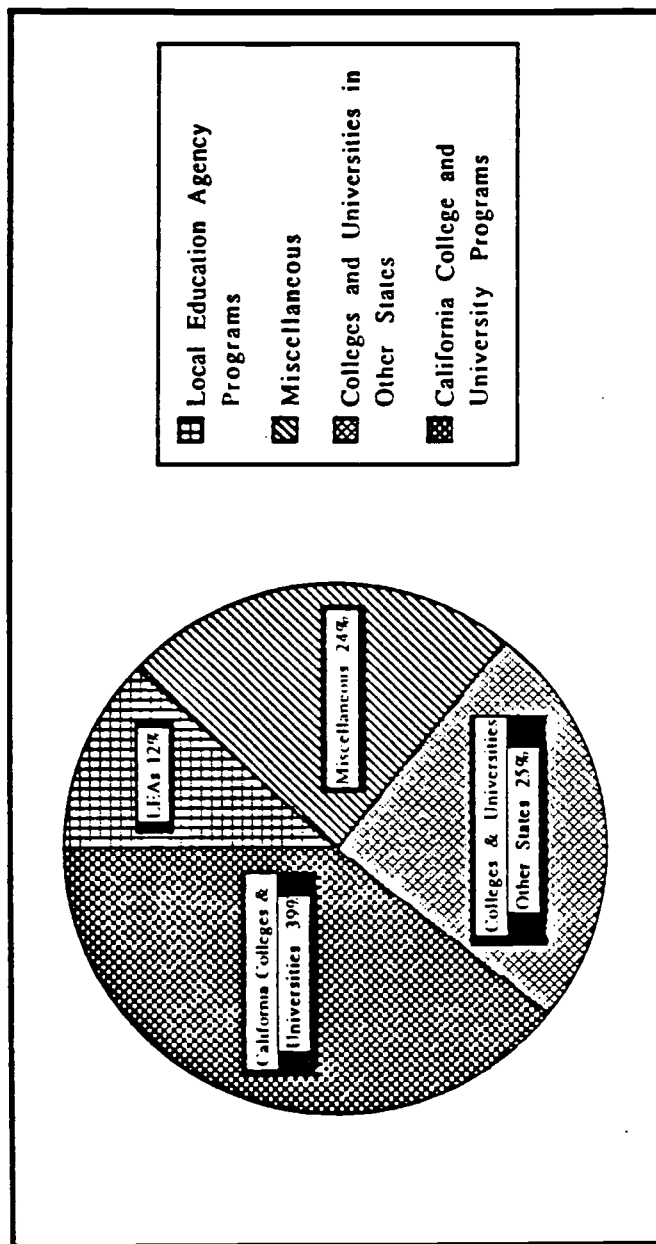 LEAs 12%
Miscellaneous 24%
California Colleges &
Universities 39%
Colleges & Universities
Other States 25%
Local Education Agency
Programs
Miscellaneous
Colleges and Universities in
Other States
California College and
University Programs